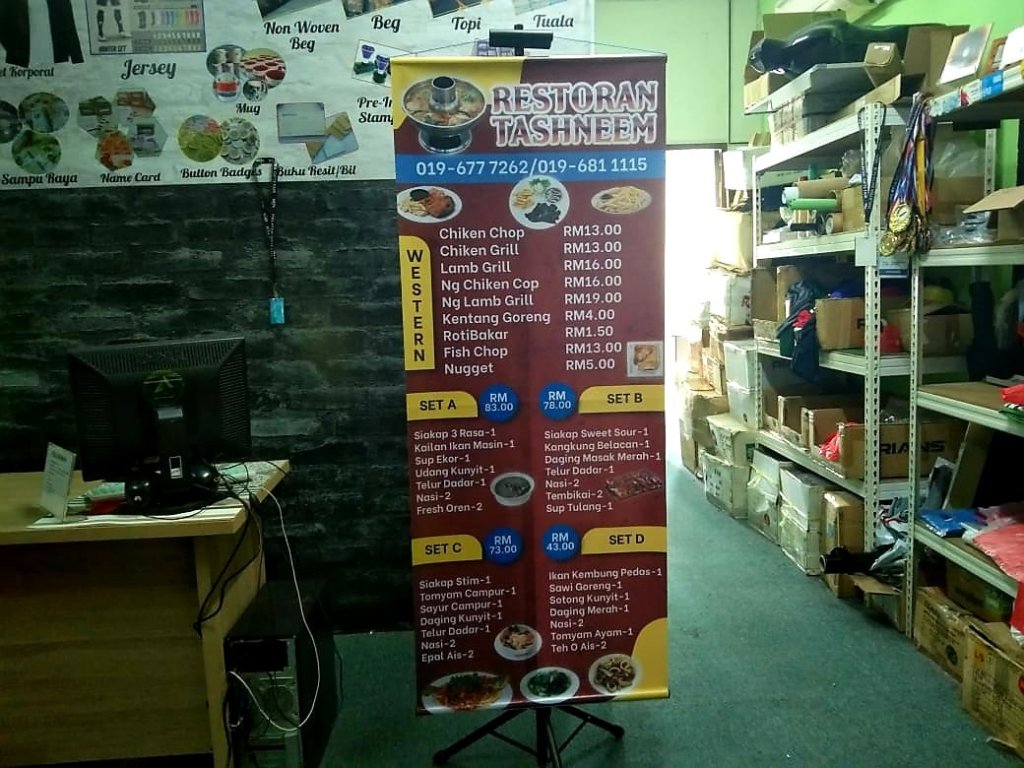 Non Woven
Beg
Beg
Topi
Tuala
Korporat
Jersey
Mug
Sampu Raya
Name Card
Button Badges
Buku Resit/Bil
RESTORAN
TASHNEEM
019-677 7262/019-681 1115
WESTERN
Chiken Chop RM13.00
Chiken Grill RM13.00
Lamb Grill RM16.00
Ng Chiken Cop RM16.00
Ng Lamb Grill RM19.00
Kentang Goreng RM4.00
RotiBakar RM1.50
Fish Chop RM13.00
Nugget RM5.00
SET A
RM
83.00
Siakap 3 Rasa-1
Kailan Ikan Masin-1
Sup Ekor-1
Udang Kunyit-1
Telur Dadar-1
Nasi-2
Fresh Oren-2
RM
78.00
SET B
Siakap Sweet Sour-1
Kangkung Belacan-1
Daging Masak Merah-1
Telur Dadar-1
Nasi-2
Tembikai-2
Sup Tulang-1
SET C
RM
73.00
Siakap Stim-1
Tomyam Campur-1
Sayur Campur-1
Daging Kunyit-1
Telur Dadar-1
Nasi-2
Epal Ais-2
RM
43.00
SET D
Ikan Kembung Pedas-1
Sawi Goreng-1
Sotong Kunyit-1
Daging Merah-1
Nasi-2
Tomyam Ayam-1
Teh O Ais-2